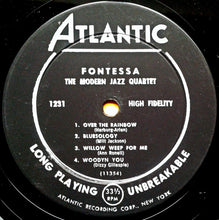 ATLANTIC
FONTESSA
THE MODERN JAZZ QUARTET
1231 HIGH FIDELITY
1. OVER THE RAINBOW
(Harburg-Arlen)
2. BLUESOLOGY
(Milt Jackson)
3. WILLOW WEEP FOR ME
(Ann Ronell)
4. WOODYN YOU
(Dizzy Gillespie)
(11354)
LONG PLAYING 33⅓ RPM UNBREAKABLE
ATLANTIC RECORDING CORP., NEW YORK